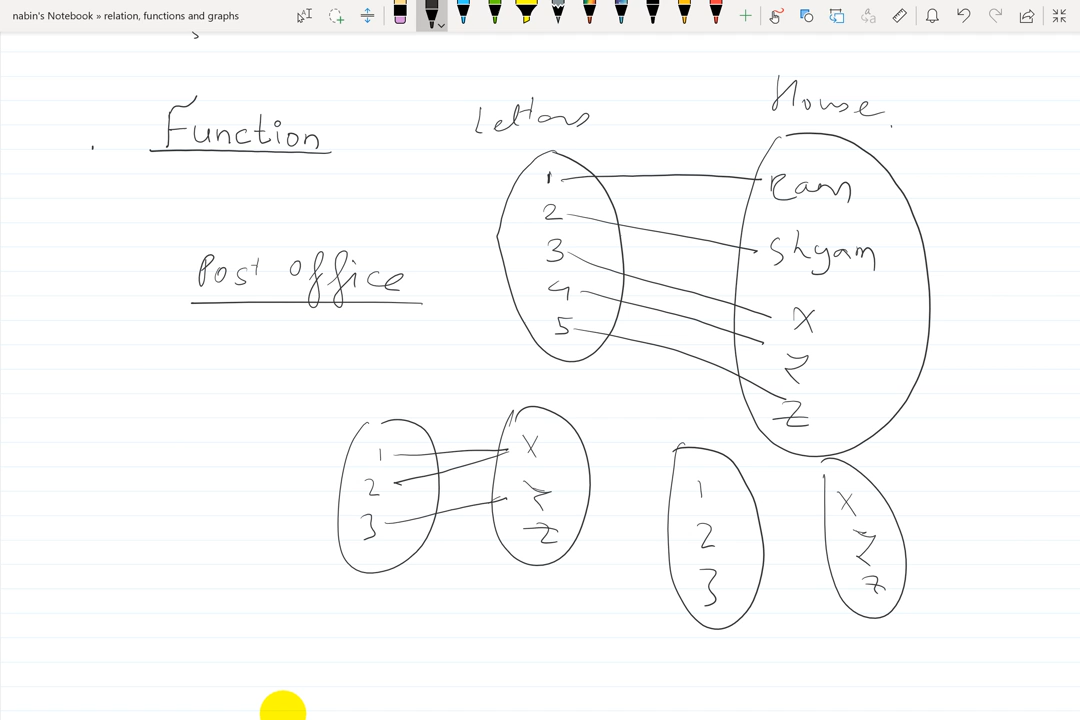 nabin's Notebook » relation, functions and graphs
Function
Letters
House.
Post office
1
2
3
4
5
Ram
Shyam
X
Y
Z
1
2
3
X
Y
Z
1
2
3
X
Y
Z